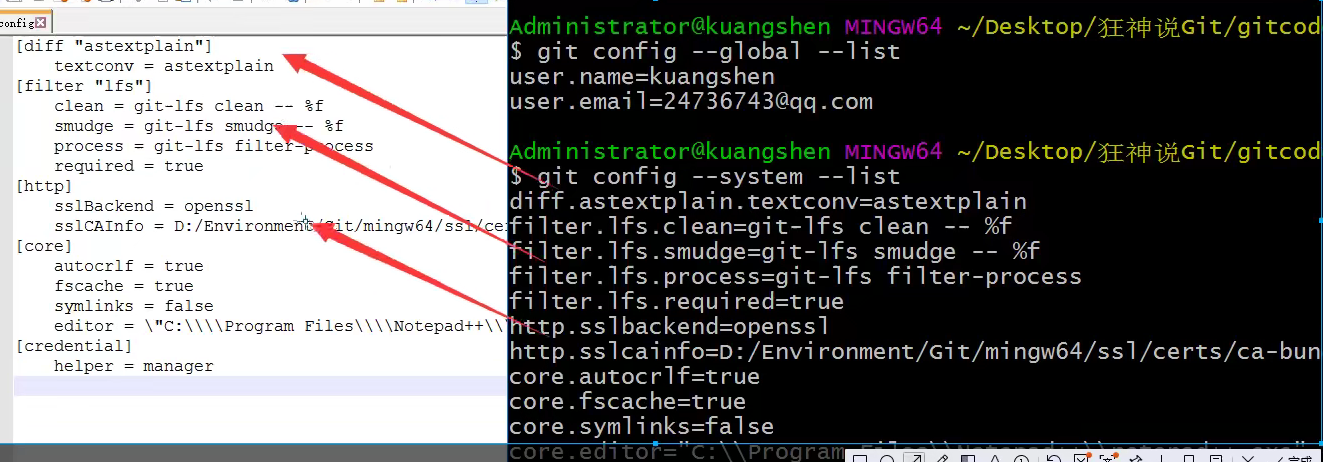 config
[diff "astextplain"]
textconv = astextplain
[filter "lfs"]
clean = git-lfs clean -- %f
smudge = git-lfs smudge -- %f
process = git-lfs filter-process
required = true
[http]
sslBackend = openssl
sslCAInfo = D:/Environment/Git/mingw64/ssl/cer
[core]
autocrlf = true
fscache = true
symlinks = false
editor = \"C:\\\\Program Files\\\\Notepad++\\
[credential]
helper = manager
Administrator@kuangshen MINGW64 ~/Desktop/狂神说Git/gitcod
$ git config --global --list
user.name=kuangshen
user.email=24736743@qq.com
Administrator@kuangshen MINGW64 ~/Desktop/狂神说Git/gitcod
$ git config --system --list
diff.astextplain.textconv=astextplain
filter.lfs.clean=git-lfs clean -- %f
filter.lfs.smudge=git-lfs smudge -- %f
filter.lfs.process=git-lfs filter-process
filter.lfs.required=true
http.sslbackend=openssl
http.sslcainfo=D:/Environment/Git/mingw64/ssl/certs/ca-bun
core.autocrlf=true
core.fscache=true
core.symlinks=false
core.editor="C:\\Program Files\\Notepad++\\notepad++.exe"
完成